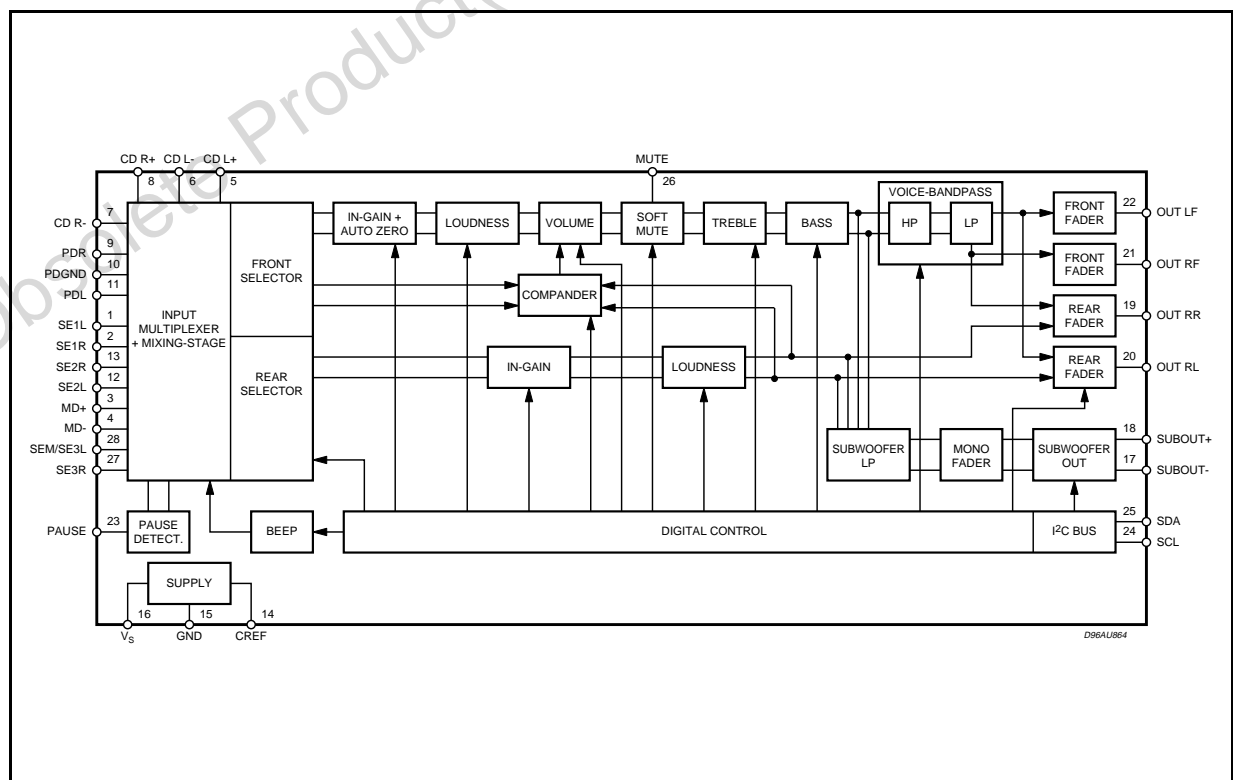 Obsolete Product(
CD R+ CD L- CD L+
8 6 5
MUTE
26
7
CD R-
9
PDR
10
PDGND
11
PDL
1
SE1L
2
SE1R
13
SE2R
12
SE2L
3
MD+
4
MD-
28
SEM/SE3L
27
SE3R
INPUT
MULTIPLEXER
+ MIXING-STAGE
FRONT
SELECTOR
REAR
SELECTOR
IN-GAIN +
AUTO ZERO
LOUDNESS
VOLUME
SOFT
MUTE
TREBLE
BASS
VOICE-BANDPASS
HP
LP
FRONT
FADER
22
OUT LF
FRONT
FADER
21
OUT RF
COMPANDER
REAR
FADER
19
OUT RR
IN-GAIN
LOUDNESS
REAR
FADER
20
OUT RL
SUBWOOFER
LP
MONO
FADER
SUBWOOFER
OUT
18
SUBOUT+
17
SUBOUT-
23
PAUSE
PAUSE
DETECT.
BEEP
DIGITAL CONTROL
I²C BUS
25
SDA
24
SCL
SUPPLY
16 15 14
VS GND CREF
D96AU864